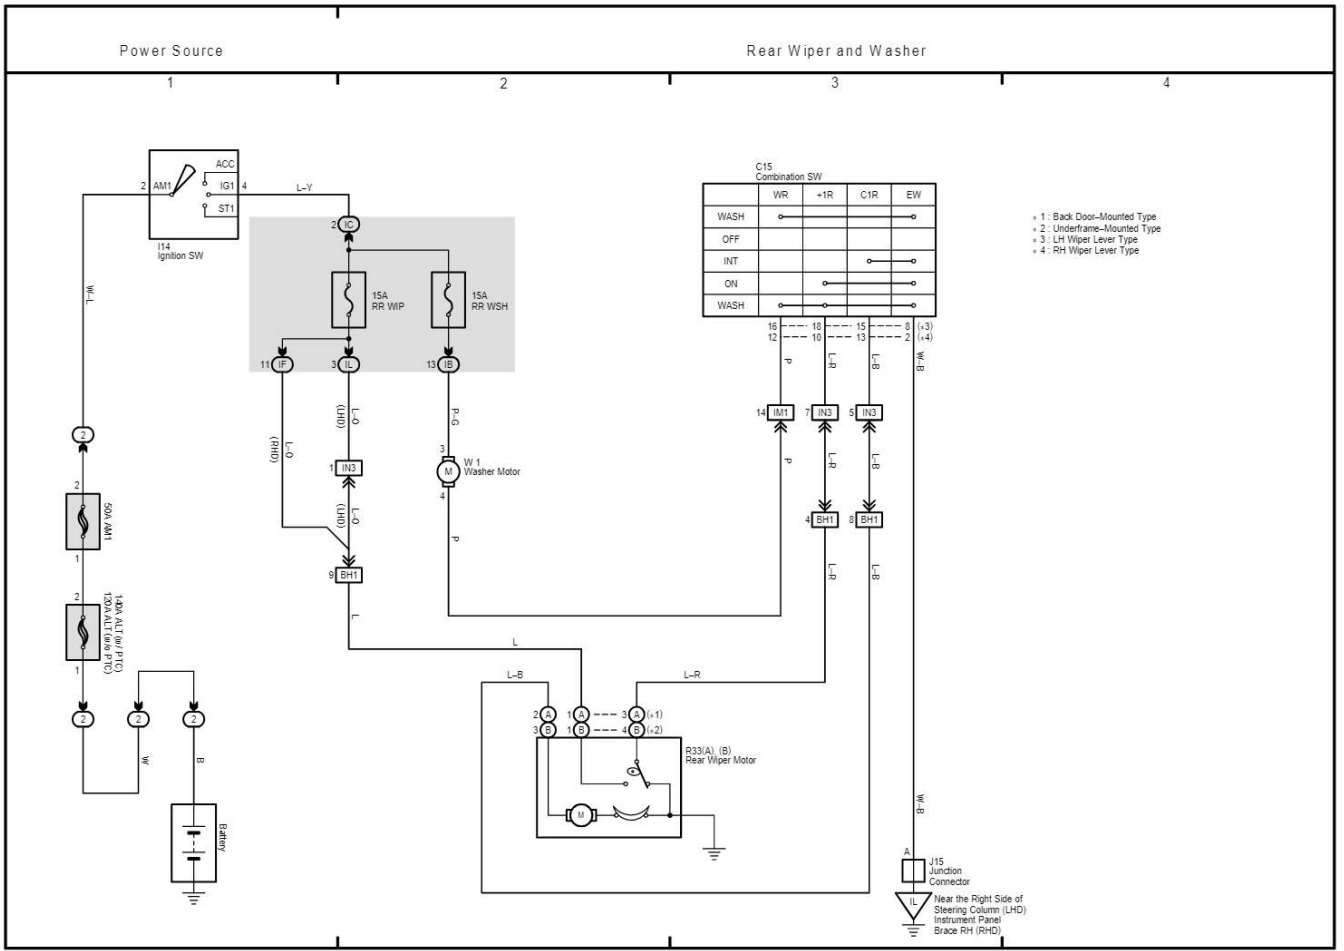 Power Source
Rear Wiper and Washer
1
2
3
4
ACC
2
AM1
IG1
4
ST1
I14
Ignition SW
L–Y
W–L
2
IC
15A
RR WIP
15A
RR WSH
11
IF
3
IL
13
IB
L–O
(RHD)
L–O
(LHD)
1
IN3
L–O
(LHD)
9
BH1
L
P–G
3
M
W 1
Washer Motor
4
P
2
2
50A AM1
1
2
140A ALT (w/ PTC)
120A ALT (w/o PTC)
1
2
2
2
W
B
Battery
C15
Combination SW
WR
+1R
C1R
EW
WASH
OFF
INT
ON
WASH
16
18
15
8
(*3)
12
10
13
2
(*4)
P
L–R
L–B
W–B
14
IM1
7
IN3
5
IN3
P
L–R
L–B
4
BH1
8
BH1
L–R
L–B
* 1 : Back Door–Mounted Type
* 2 : Underframe–Mounted Type
* 3 : LH Wiper Lever Type
* 4 : RH Wiper Lever Type
L
L–B
L–R
2
A
1
A
3
A
(*1)
3
B
1
B
4
B
(*2)
R33(A), (B)
Rear Wiper Motor
M
W–B
A
J15
Junction
Connector
IL
Near the Right Side of
Steering Column (LHD)
Instrument Panel
Brace RH (RHD)